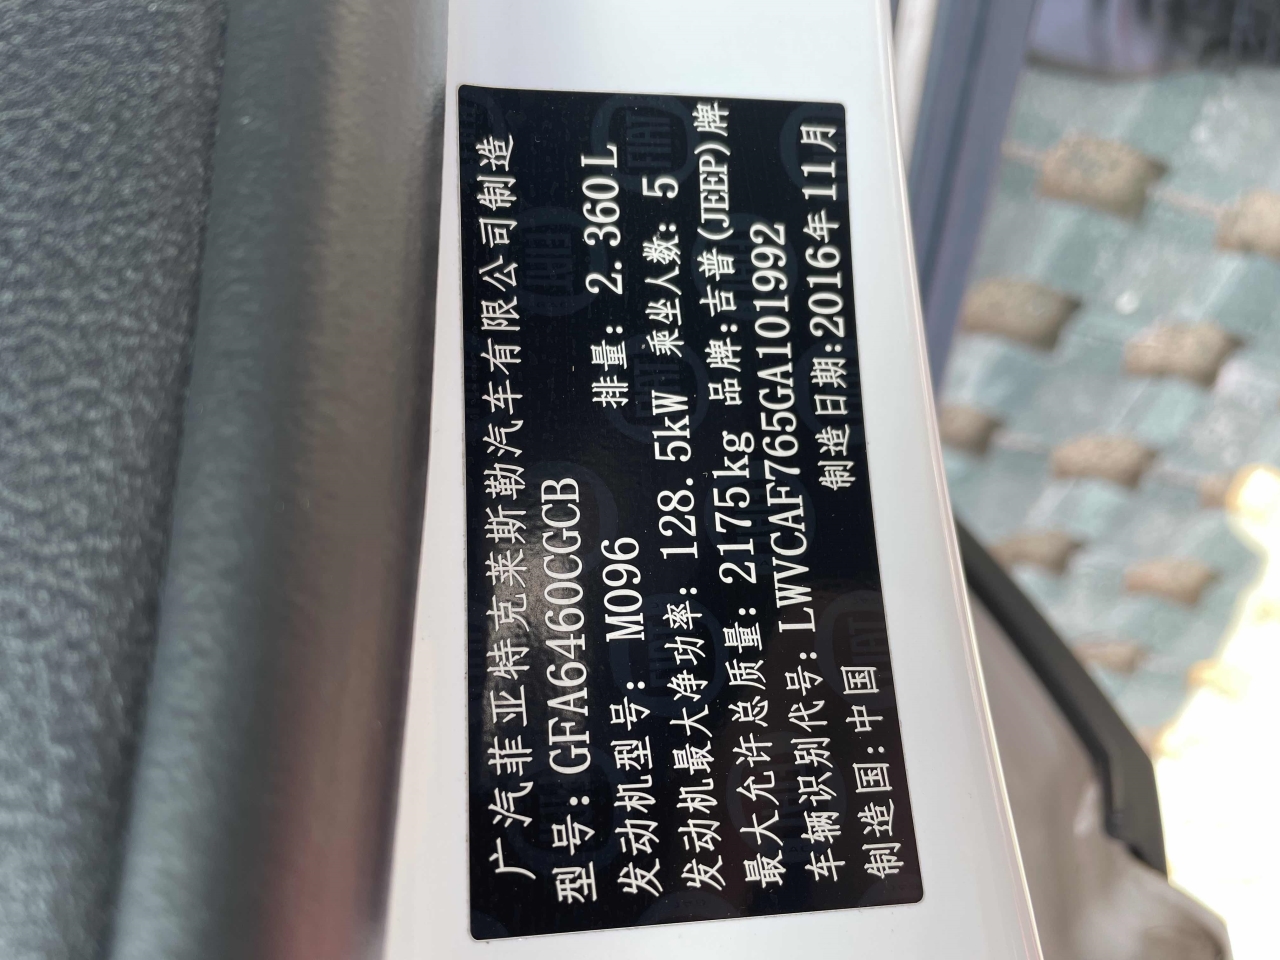 广汽菲亚特克莱斯勒汽车有限公司制造
型号:GFA6460CGCB
发动机型号: M096 排量: 2.360L
发动机最大净功率: 128.5kW 乘坐人数: 5
最大允许总质量: 2175kg 品牌:吉普(JEEP)牌
车辆识别代号: LWVCAF765GA101992
制造国:中国 制造日期:2016年11月